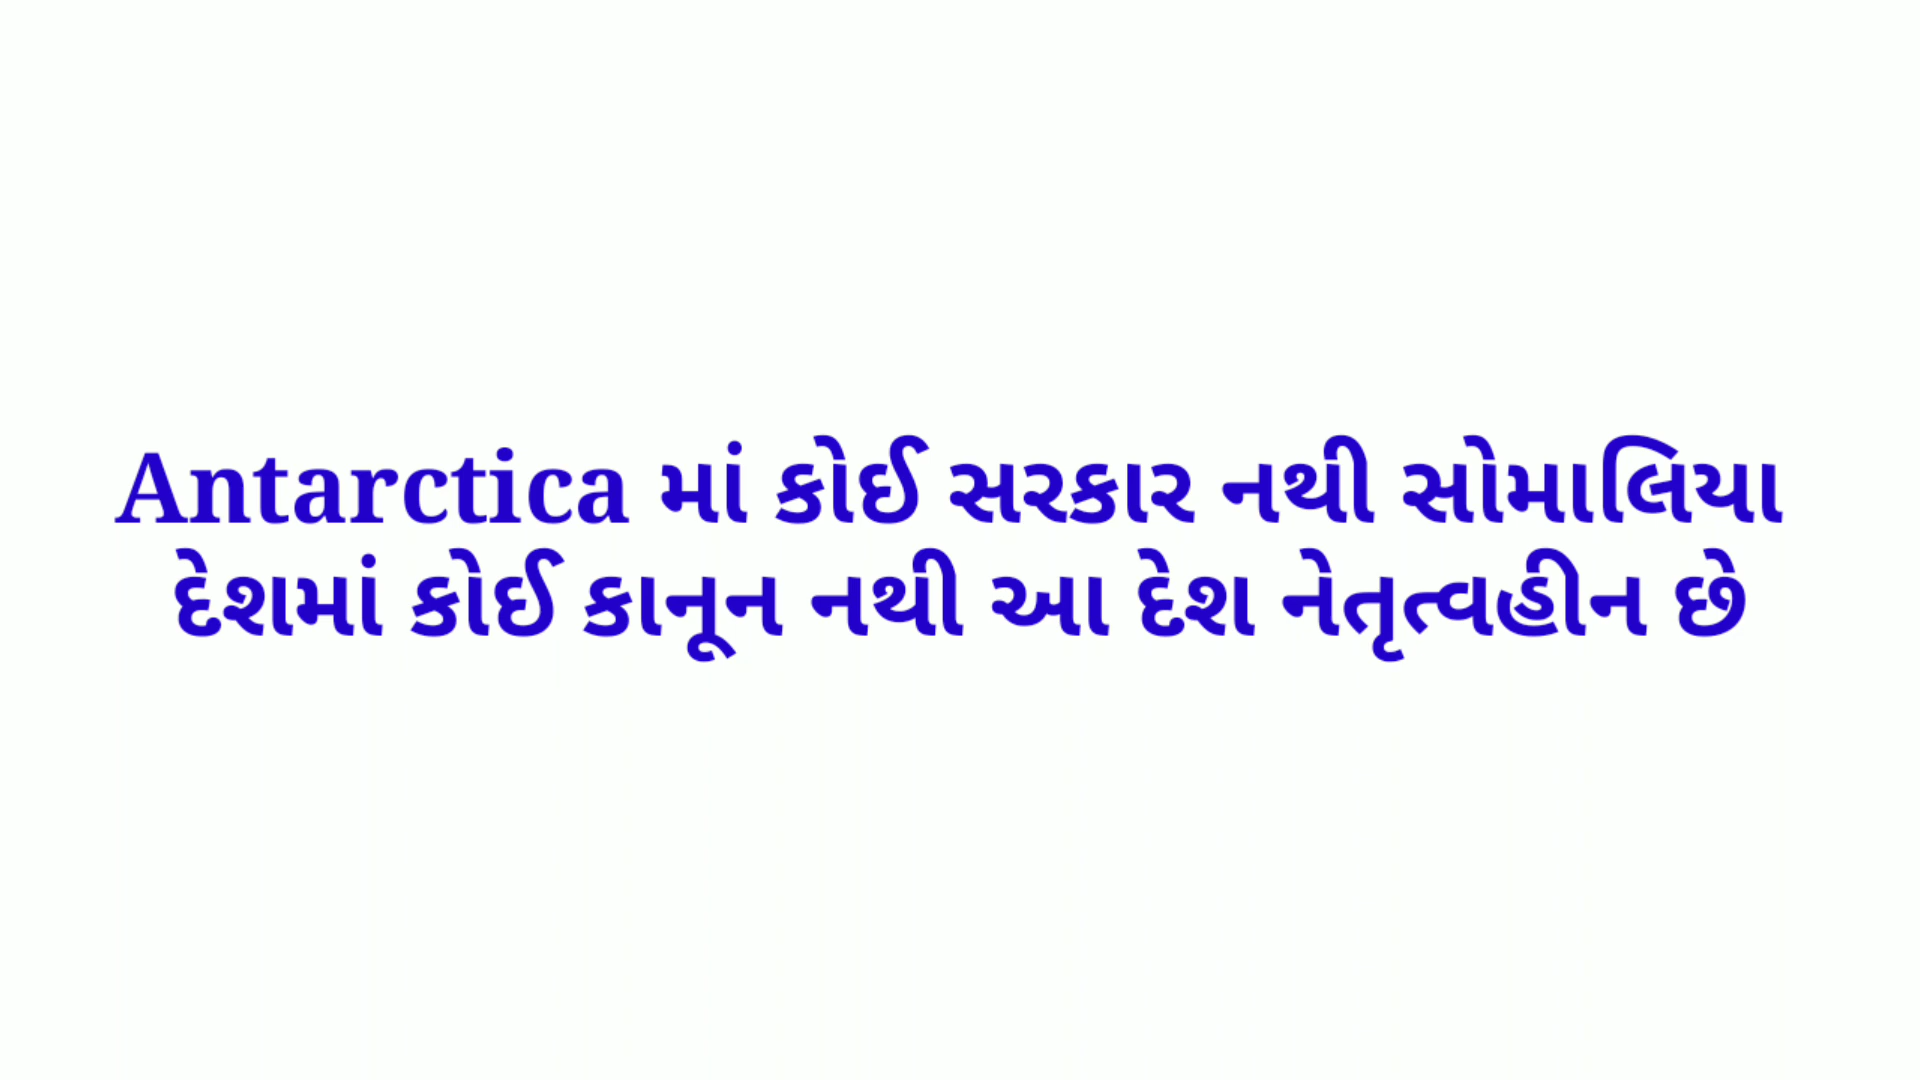 Antarctica માં કોઈ સરકાર નથી સોમાલિયા
દેશમાં કોઈ કાનૂન નથી આ દેશ નેતૃત્વહીન છે